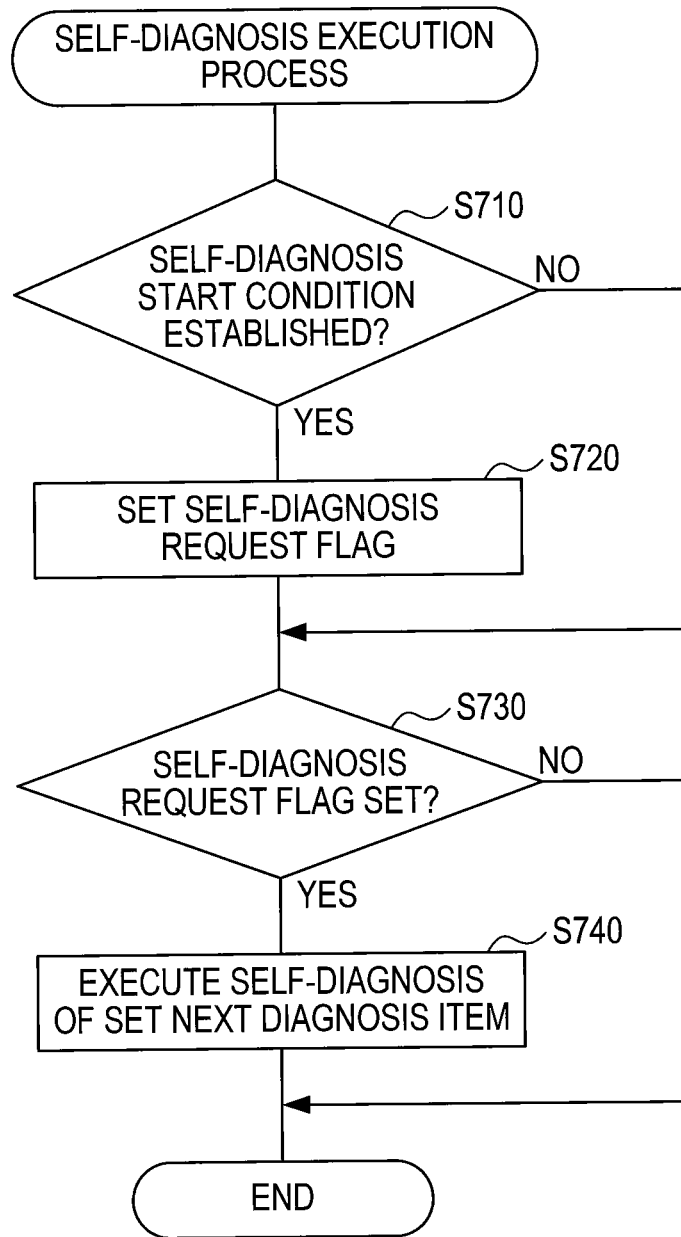 SELF-DIAGNOSIS EXECUTION
PROCESS
S710
SELF-DIAGNOSIS
START CONDITION
ESTABLISHED?
NO
YES
S720
SET SELF-DIAGNOSIS
REQUEST FLAG
S730
SELF-DIAGNOSIS
REQUEST FLAG SET?
NO
YES
S740
EXECUTE SELF-DIAGNOSIS
OF SET NEXT DIAGNOSIS ITEM
END